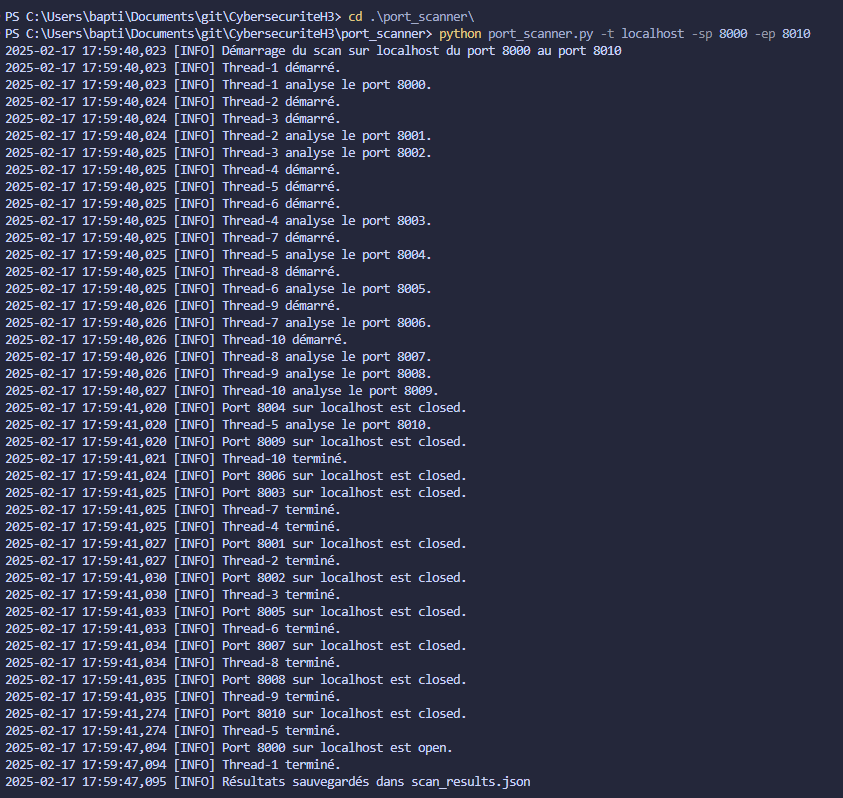 PS C:\Users\bapti\Documents\git\CybersecuriteH3> cd .\port_scanner\
PS C:\Users\bapti\Documents\git\CybersecuriteH3\port_scanner> python port_scanner.py -t localhost -sp 8000 -ep 8010
2025-02-17 17:59:40,023 [INFO] Démarrage du scan sur localhost du port 8000 au port 8010
2025-02-17 17:59:40,023 [INFO] Thread-1 démarré.
2025-02-17 17:59:40,023 [INFO] Thread-1 analyse le port 8000.
2025-02-17 17:59:40,024 [INFO] Thread-2 démarré.
2025-02-17 17:59:40,024 [INFO] Thread-3 démarré.
2025-02-17 17:59:40,024 [INFO] Thread-2 analyse le port 8001.
2025-02-17 17:59:40,025 [INFO] Thread-3 analyse le port 8002.
2025-02-17 17:59:40,025 [INFO] Thread-4 démarré.
2025-02-17 17:59:40,025 [INFO] Thread-5 démarré.
2025-02-17 17:59:40,025 [INFO] Thread-6 démarré.
2025-02-17 17:59:40,025 [INFO] Thread-4 analyse le port 8003.
2025-02-17 17:59:40,025 [INFO] Thread-7 démarré.
2025-02-17 17:59:40,025 [INFO] Thread-5 analyse le port 8004.
2025-02-17 17:59:40,025 [INFO] Thread-8 démarré.
2025-02-17 17:59:40,025 [INFO] Thread-6 analyse le port 8005.
2025-02-17 17:59:40,026 [INFO] Thread-9 démarré.
2025-02-17 17:59:40,026 [INFO] Thread-7 analyse le port 8006.
2025-02-17 17:59:40,026 [INFO] Thread-10 démarré.
2025-02-17 17:59:40,026 [INFO] Thread-8 analyse le port 8007.
2025-02-17 17:59:40,026 [INFO] Thread-9 analyse le port 8008.
2025-02-17 17:59:40,027 [INFO] Thread-10 analyse le port 8009.
2025-02-17 17:59:41,020 [INFO] Port 8004 sur localhost est closed.
2025-02-17 17:59:41,020 [INFO] Thread-5 analyse le port 8010.
2025-02-17 17:59:41,020 [INFO] Port 8009 sur localhost est closed.
2025-02-17 17:59:41,021 [INFO] Thread-10 terminé.
2025-02-17 17:59:41,024 [INFO] Port 8006 sur localhost est closed.
2025-02-17 17:59:41,025 [INFO] Port 8003 sur localhost est closed.
2025-02-17 17:59:41,025 [INFO] Thread-7 terminé.
2025-02-17 17:59:41,025 [INFO] Thread-4 terminé.
2025-02-17 17:59:41,027 [INFO] Port 8001 sur localhost est closed.
2025-02-17 17:59:41,027 [INFO] Thread-2 terminé.
2025-02-17 17:59:41,030 [INFO] Port 8002 sur localhost est closed.
2025-02-17 17:59:41,030 [INFO] Thread-3 terminé.
2025-02-17 17:59:41,033 [INFO] Port 8005 sur localhost est closed.
2025-02-17 17:59:41,033 [INFO] Thread-6 terminé.
2025-02-17 17:59:41,034 [INFO] Port 8007 sur localhost est closed.
2025-02-17 17:59:41,034 [INFO] Thread-8 terminé.
2025-02-17 17:59:41,035 [INFO] Port 8008 sur localhost est closed.
2025-02-17 17:59:41,035 [INFO] Thread-9 terminé.
2025-02-17 17:59:41,274 [INFO] Port 8010 sur localhost est closed.
2025-02-17 17:59:41,274 [INFO] Thread-5 terminé.
2025-02-17 17:59:47,094 [INFO] Port 8000 sur localhost est open.
2025-02-17 17:59:47,094 [INFO] Thread-1 terminé.
2025-02-17 17:59:47,095 [INFO] Résultats sauvegardés dans scan_results.json